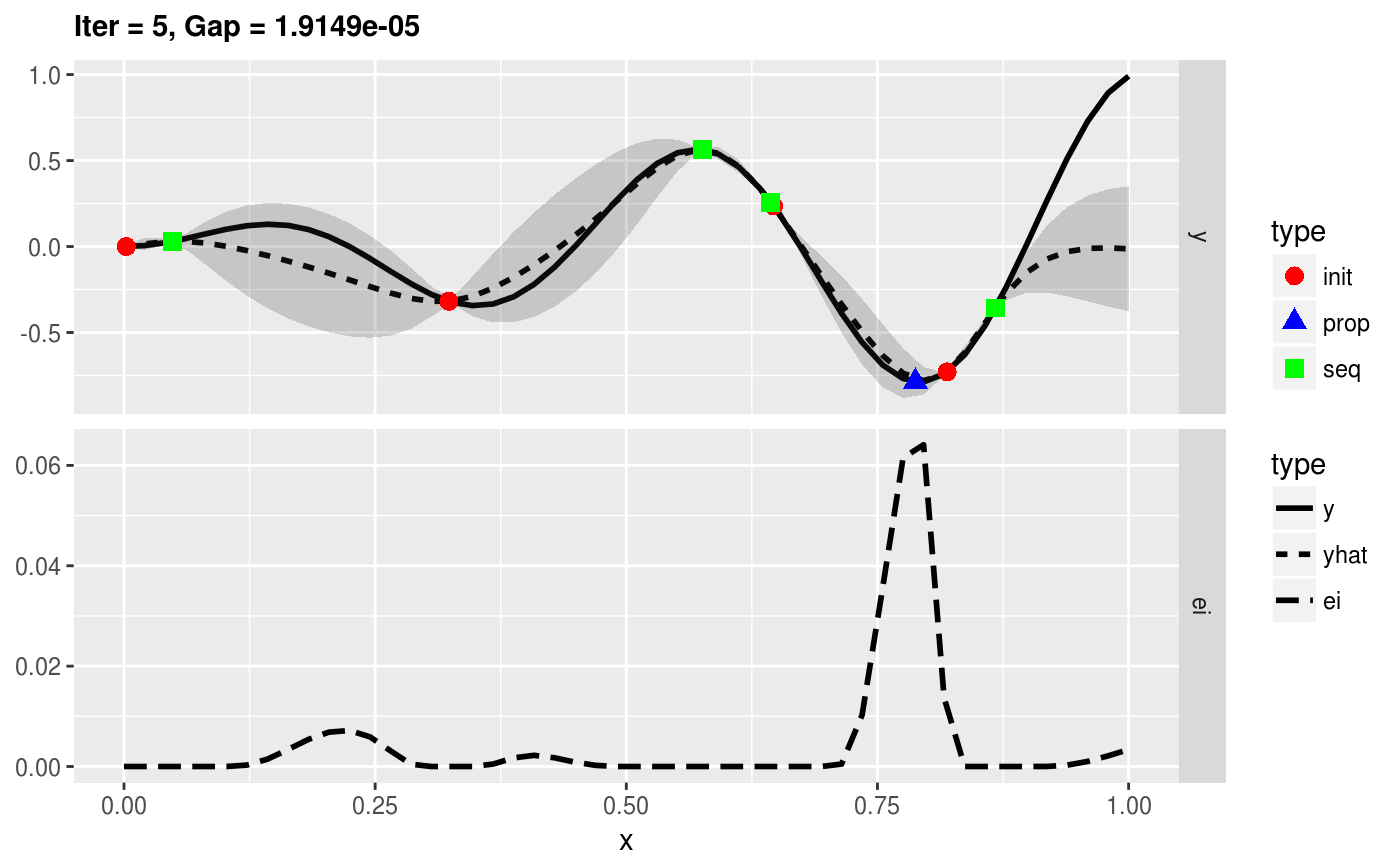 Iter = 5, Gap = 1.9149e-05
1.0
0.5
0.0
-0.5
y
0.06
0.04
0.02
0.00
ei
0.00 0.25 0.50 0.75 1.00
x
type
init
prop
seq
type
y
yhat
ei